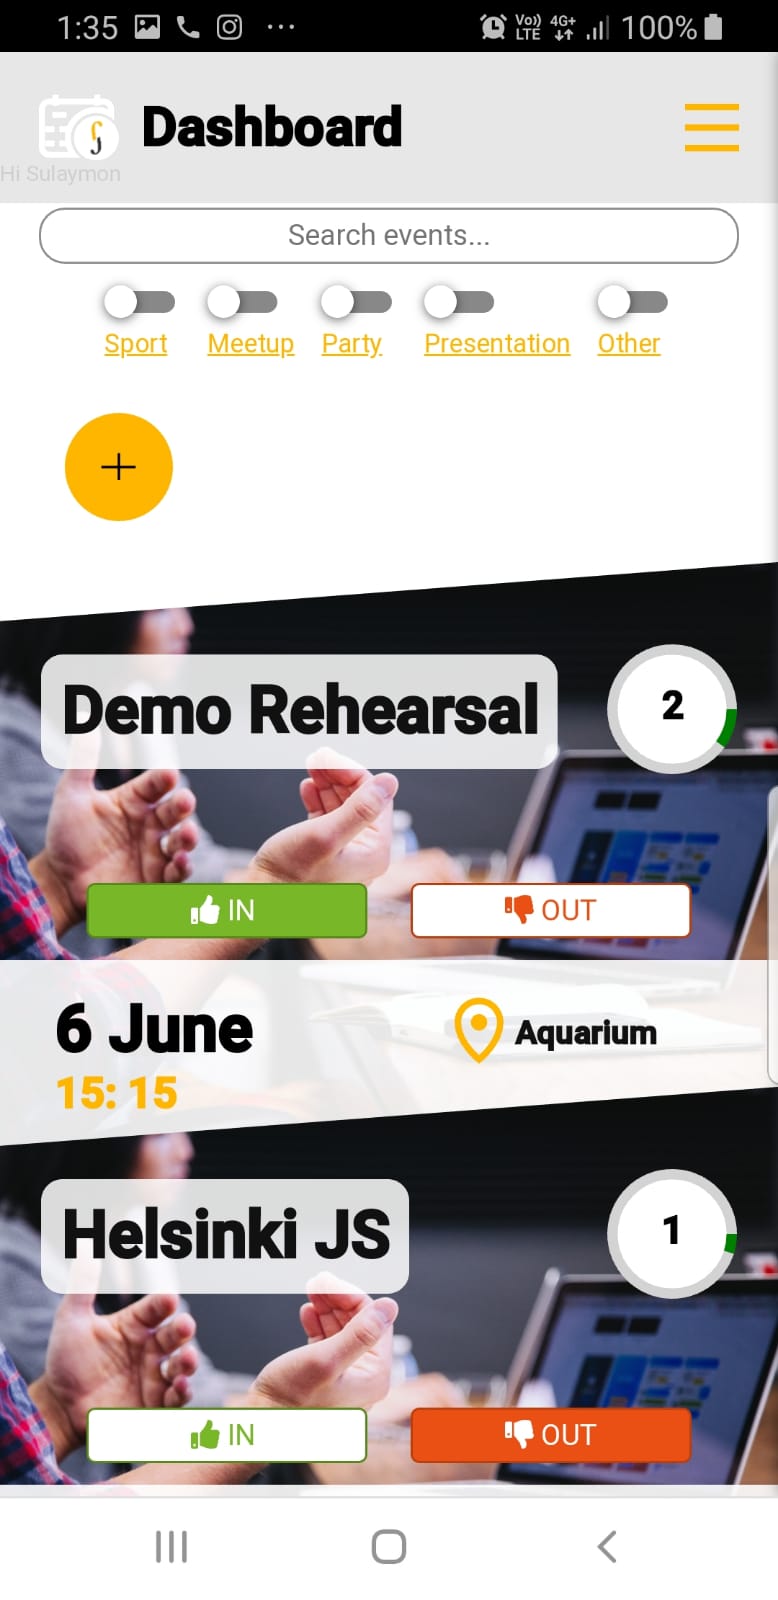 1:35 Vo)) LTE 4G+ 100%
Dashboard
Hi Sulaymon
Search events...
Sport Meetup Party Presentation Other
+
Demo Rehearsal 2
IN OUT
6 June
Aquarium
15: 15
Helsinki JS 1
IN OUT